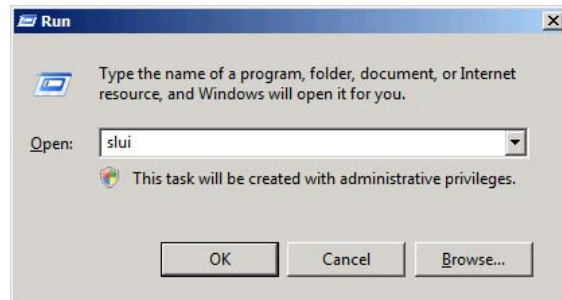 Run
Type the name of a program, folder, document, or Internet
resource, and Windows will open it for you.
Open: slui
This task will be created with administrative privileges.
OK Cancel Browse...